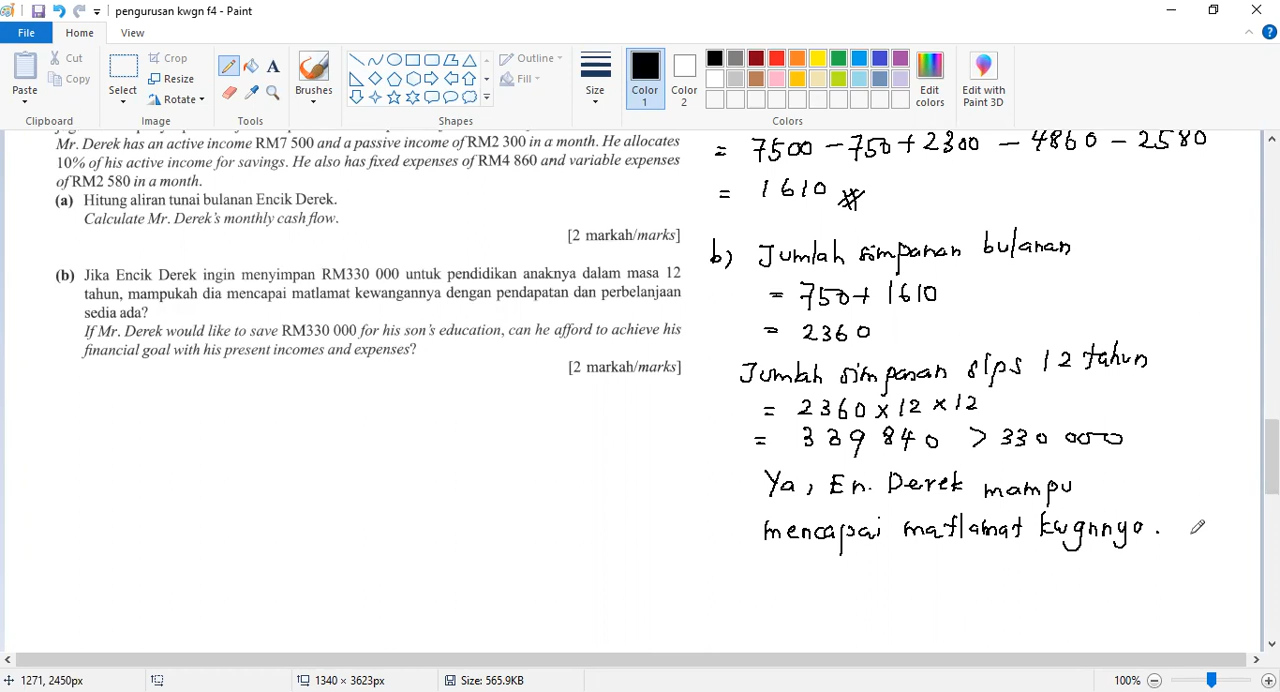 pengurusan kwgn f4 - Paint
File Home View
Paste Cut Copy
Clipboard
Select Crop Resize Rotate
Image
Tools
Brushes
Outline Fill
Shapes
Size
Color 1 Color 2
Edit colors
Edit with Paint 3D
Colors
Mr. Derek has an active income RM7 500 and a passive income of RM2 300 in a month. He allocates
10% of his active income for savings. He also has fixed expenses of RM4 860 and variable expenses
of RM2 580 in a month.
(a) Hitung aliran tunai bulanan Encik Derek.
Calculate Mr. Derek's monthly cash flow.
[2 markah/marks]
(b) Jika Encik Derek ingin menyimpan RM330 000 untuk pendidikan anaknya dalam masa 12
tahun, mampukah dia mencapai matlamat kewangannya dengan pendapatan dan perbelanjaan
sedia ada?
If Mr. Derek would like to save RM330 000 for his son's education, can he afford to achieve his
financial goal with his present incomes and expenses?
[2 markah/marks]
= 7500 - 750 + 2300 - 4860 - 2580
= 1610
b) Jumlah simpanan bulanan
= 750 + 1610
= 2360
Jumlah simpanan slps 12 tahun
= 2360 × 12 × 12
= 339 840 > 330 000
Ya, En. Derek mampu
mencapai matlamat kwgnnya.
1271, 2450px
1340 × 3623px
Size: 565.9KB
100%